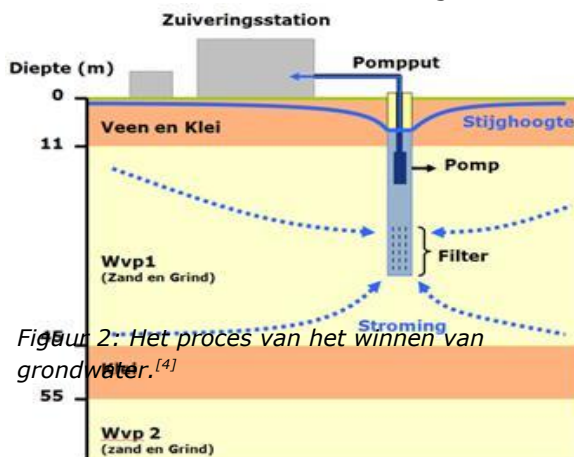 Zuiveringsstation
Pompput
Diepte (m)
0
Stijghoogte
Veen en Klei
11
Pomp
Wvp1
(Zand en Grind)
Filter
Stroming
Figuur 2: Het proces van het winnen van
grondwater.[4]
55
Wvp 2
(zand en Grind)